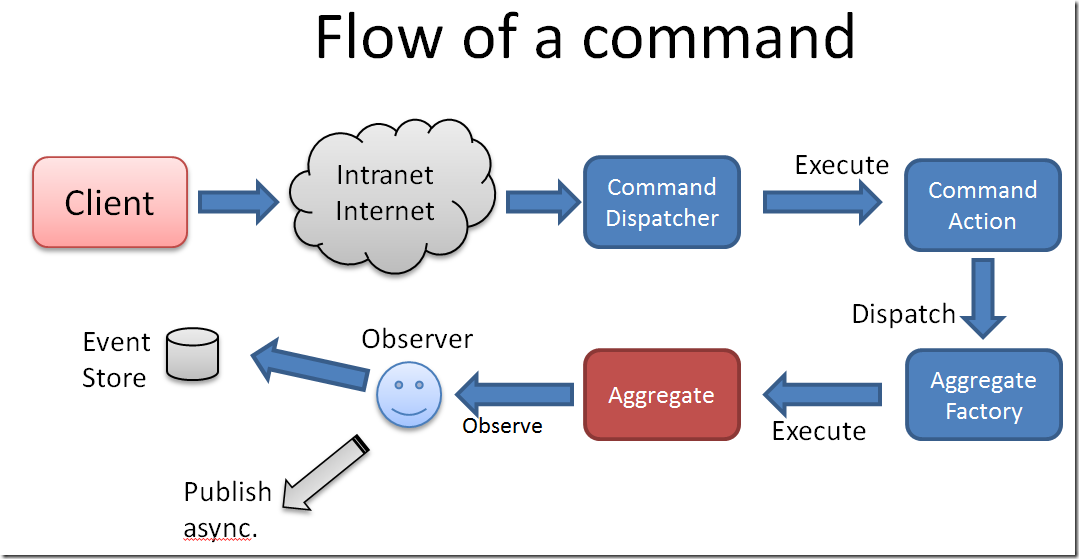 Flow of a command
Client
Intranet
Internet
Command
Dispatcher
Execute
Command
Action
Dispatch
Aggregate
Factory
Execute
Aggregate
Observe
Observer
Event
Store
Publish
async.